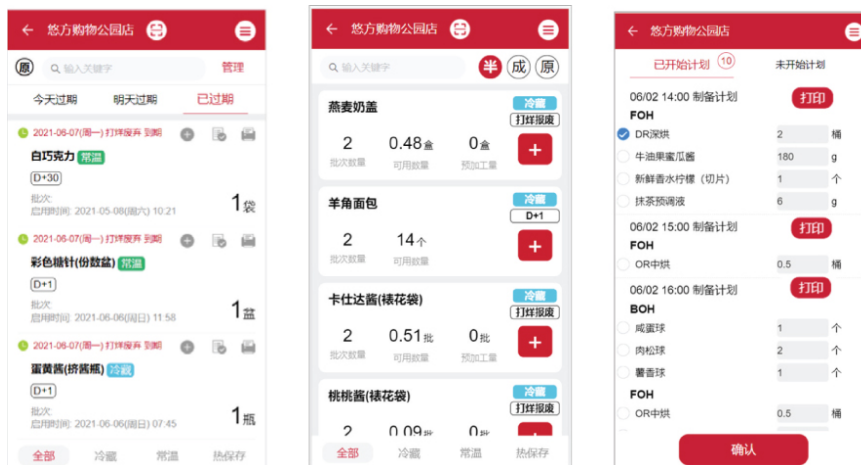 悠方购物公园店
原
输入关键字
管理
今天过期
明天过期
已过期
2021-06-07(周一)打烊废弃 到期
白巧克力 常温
D+30
批次:
启用时间: 2021-05-08(周六) 10:21
1袋
2021-06-07(周一)打烊废弃 到期
彩色糖针(份数盆) 常温
D+1
批次:
启用时间: 2021-06-06(周日) 11:58
1盆
2021-06-07(周一)打烊废弃 到期
蛋黄酱(挤酱瓶) 冷藏
D+1
批次:
启用时间: 2021-06-06(周日) 07:45
1瓶
全部
冷藏
常温
热保存
悠方购物公园店
输入关键字
半 成 原
燕麦奶盖
冷藏
打烊报废
2
0.48盒
0盒
批次数量
可用数量
预加工量
羊角面包
冷藏
D+1
2
14个
批次数量
可用数量
卡仕达酱(裱花袋)
冷藏
打烊报废
2
0.51批
0批
批次数量
可用数量
预加工量
桃桃酱(裱花袋)
冷藏
打烊报废
2
0.09批
0批
全部
冷藏
常温
热保存
悠方购物公园店
已开始计划 10
未开始计划
06/02 14:00 制备计划
打印
FOH
DR深烘 2 桶
牛油果蜜瓜酱 180 g
新鲜香水柠檬（切片） 1 个
抹茶预调液 6 g
06/02 15:00 制备计划
打印
FOH
OR中烘 0.5 桶
06/02 16:00 制备计划
打印
BOH
咸蛋球 1 个
肉松球 2 个
薯香球 1 个
FOH
OR中烘 0.5 桶
确认